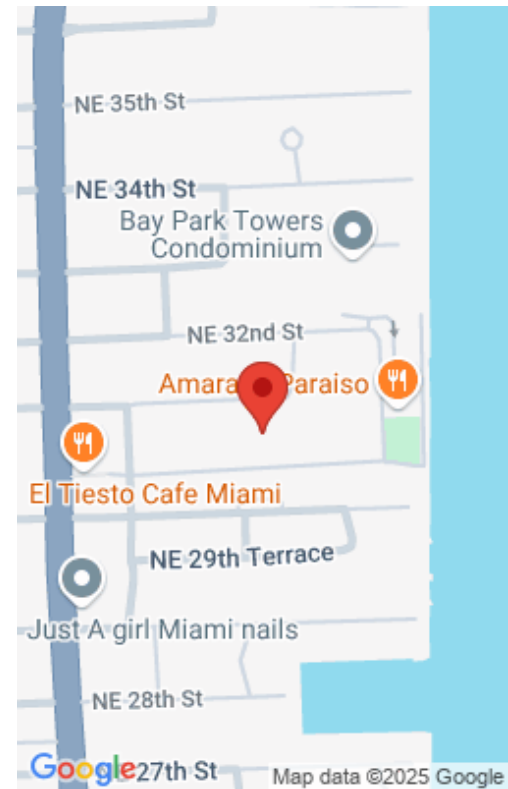 NE 35th St
NE 34th St
Bay Park Towers
Condominium
NE 32nd St
Paraiso
El Tiesto Cafe Miami
NE 29th Terrace
Just A girl Miami nails
NE 28th St
27th St
Google
Map data ©2025 Google